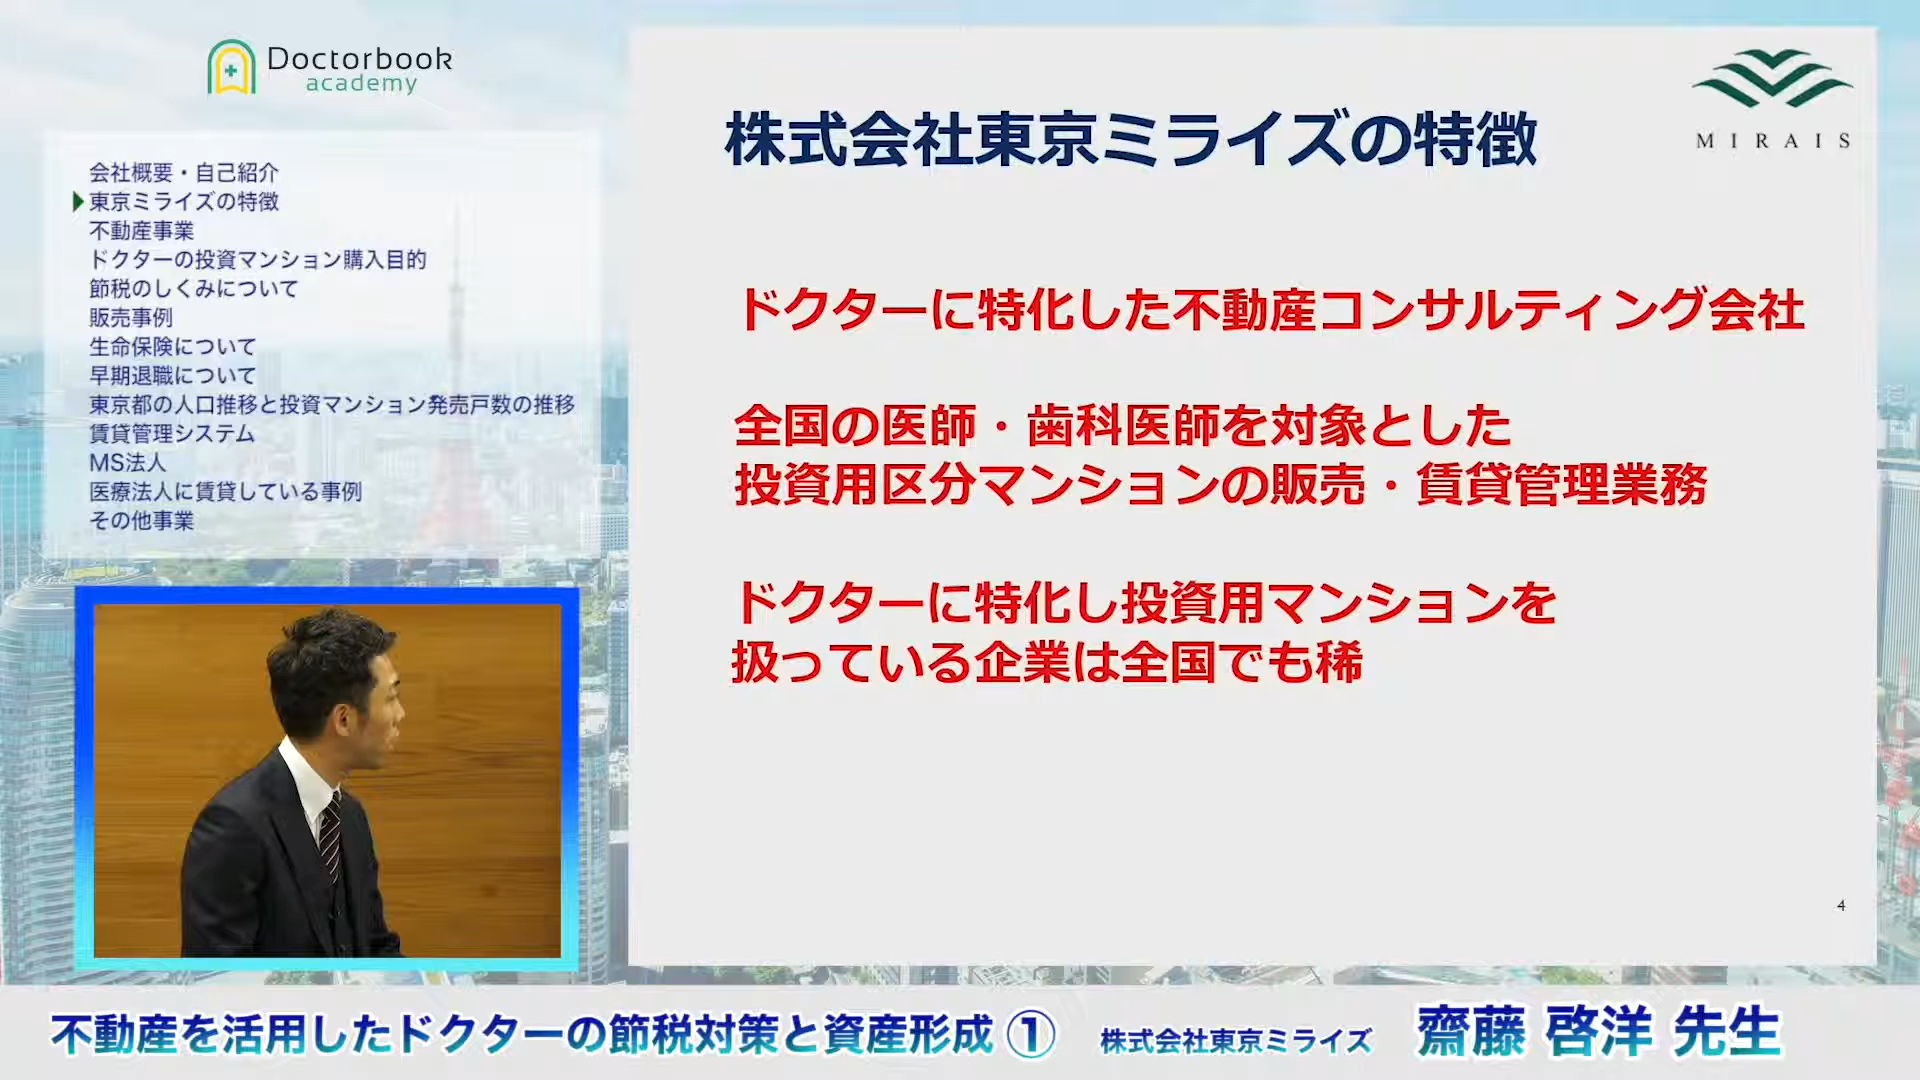 Doctorbook
academy
会社概要・自己紹介
東京ミライズの特徴
不動産事業
ドクターの投資マンション購入目的
節税のしくみについて
販売事例
生命保険について
早期退職について
東京都の人口推移と投資マンション発売戸数の推移
賃貸管理システム
MS法人
医療法人に賃貸している事例
その他事業
株式会社東京ミライズの特徴
MIRAIS
ドクターに特化した不動産コンサルティング会社
全国の医師・歯科医師を対象とした
投資用区分マンションの販売・賃貸管理業務
ドクターに特化し投資用マンションを
扱っている企業は全国でも稀
4
不動産を活用したドクターの節税対策と資産形成① 株式会社東京ミライズ 齋藤 啓洋 先生